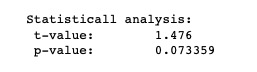 Statisticall analysis:
t-value: 1.476
p-value: 0.073359